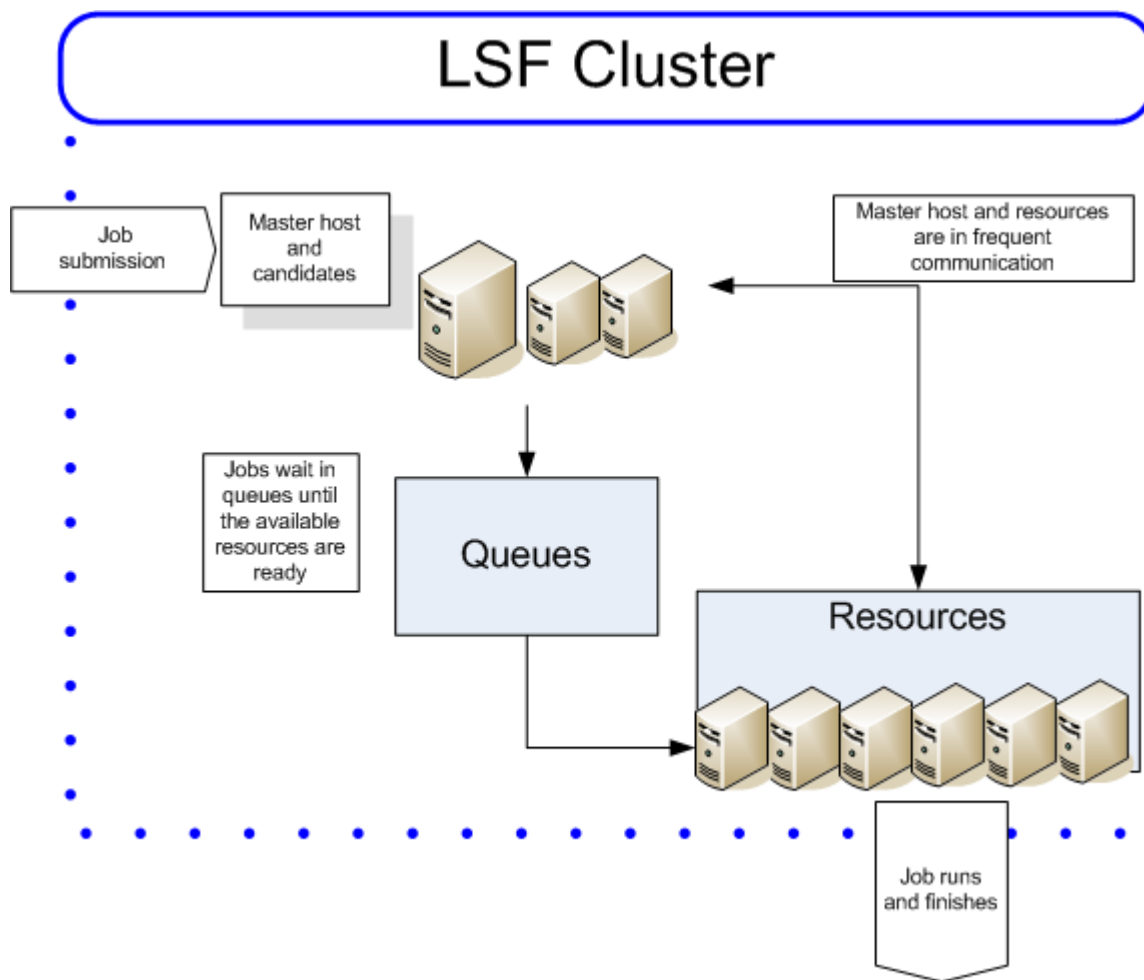 LSF Cluster
Job
submission
Master host
and
candidates
Master host and resources
are in frequent
communication
Jobs wait in
queues until
the available
resources are
ready
Queues
Resources
Job runs
and finishes